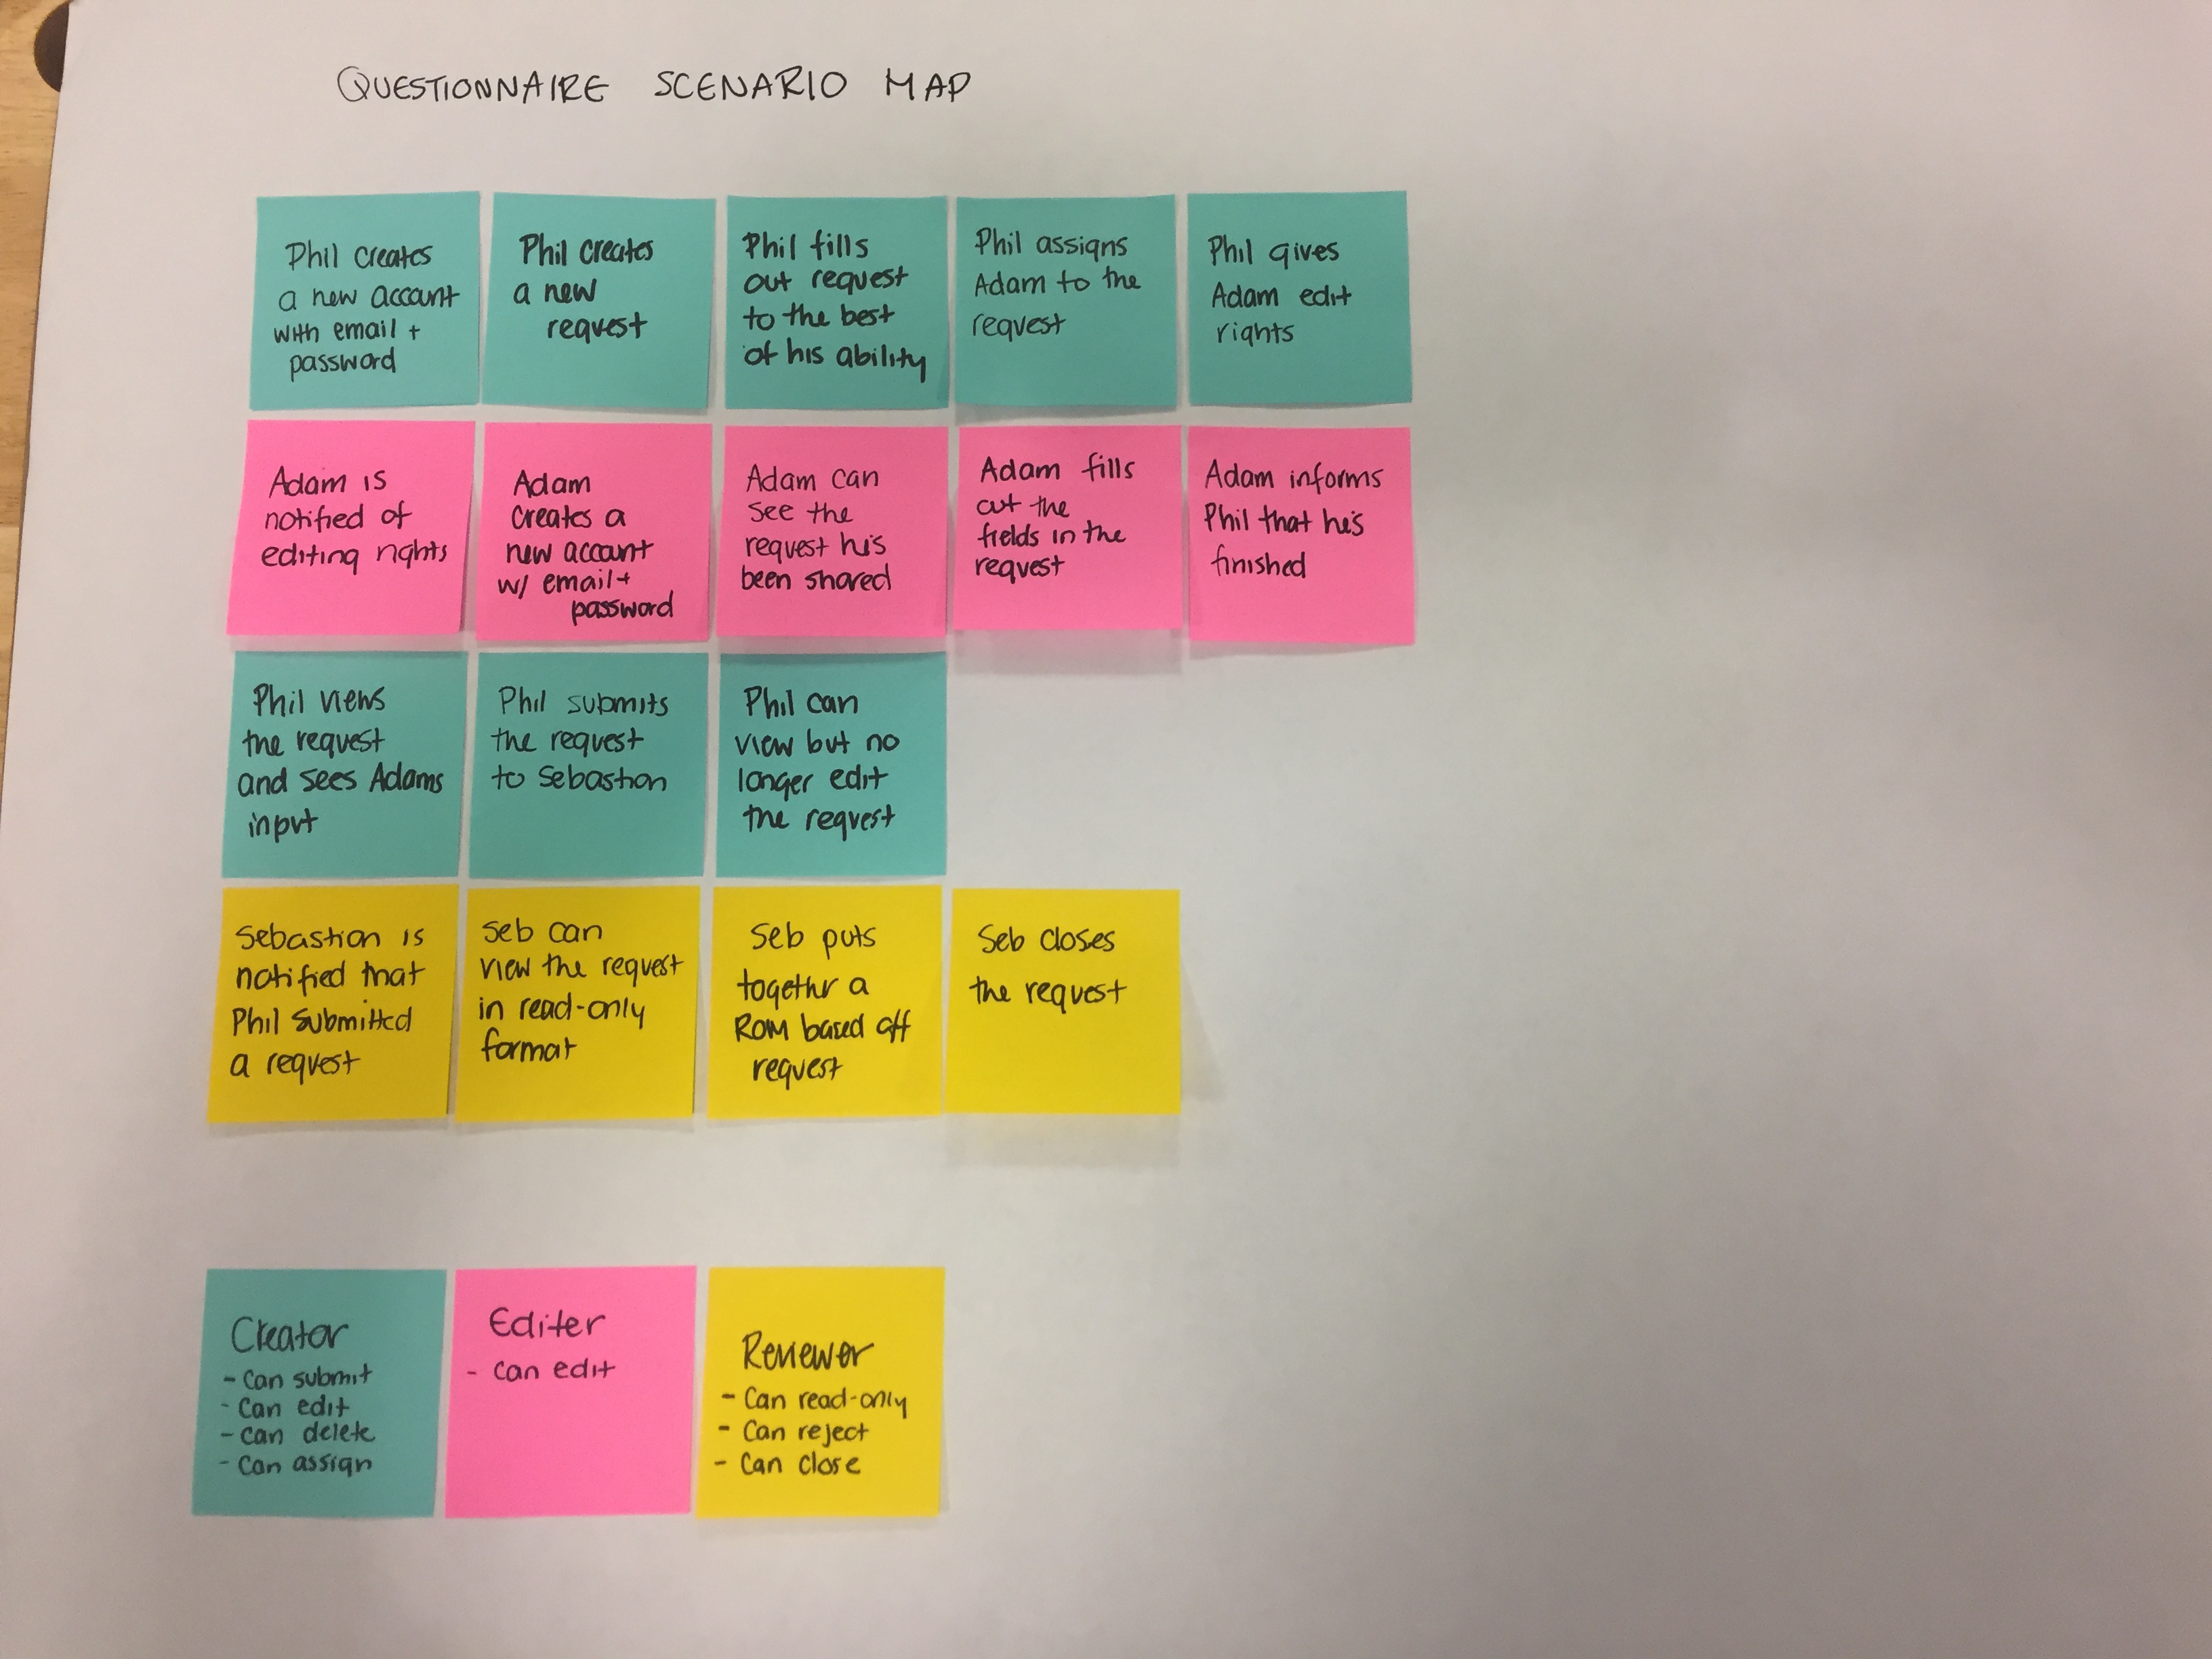 QUESTIONNAIRE SCENARIO MAP
Phil creates
a new account
with email +
password
Phil creates
a new
request
Phil fills
out request
to the best
of his ability
Phil assigns
Adam to the
request
Phil gives
Adam edit
rights
Adam is
notified of
editing rights
Adam
creates a
new account
w/ email+
password
Adam can
see the
request he's
been shared
Adam fills
out the
fields in the
request
Adam informs
Phil that he's
finished
Phil views
the request
and sees Adams
input
Phil submits
the request
to Sebastion
Phil can
view but no
longer edit
the request
Sebastion is
notified that
Phil submitted
a request
Seb can
view the request
in read-only
format
Seb puts
togethr a
ROM based off
request
Seb closes
the request
Creator
- Can submit
- Can edit
- Can delete
- Can assign
Editer
- Can edit
Reviewer
- Can read-only
- Can reject
- Can close